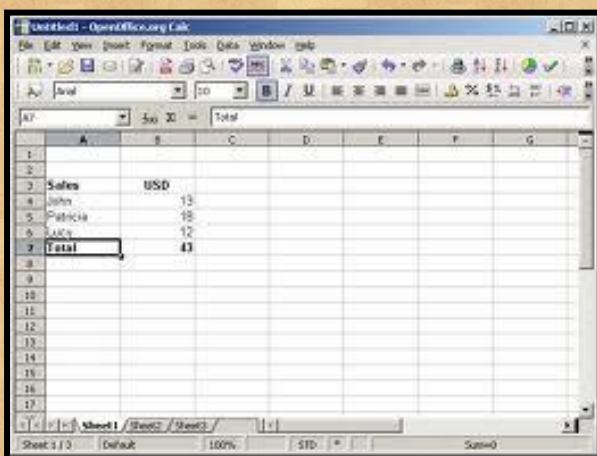 Untitled1 - OpenOffice.org Calc
File Edit View Insert Format Tools Data Window Help
Arial 10 B I U
A7 Total
A B C D E F G
1
2
3 Sales USD
4 John 13
5 Patricia 18
6 Lucy 12
7 Total 43
8
9
10
11
12
13
14
15
16
17
Sheet1 Sheet2 Sheet3
Sheet 1 / 3 Default 100% STD * Sum=0